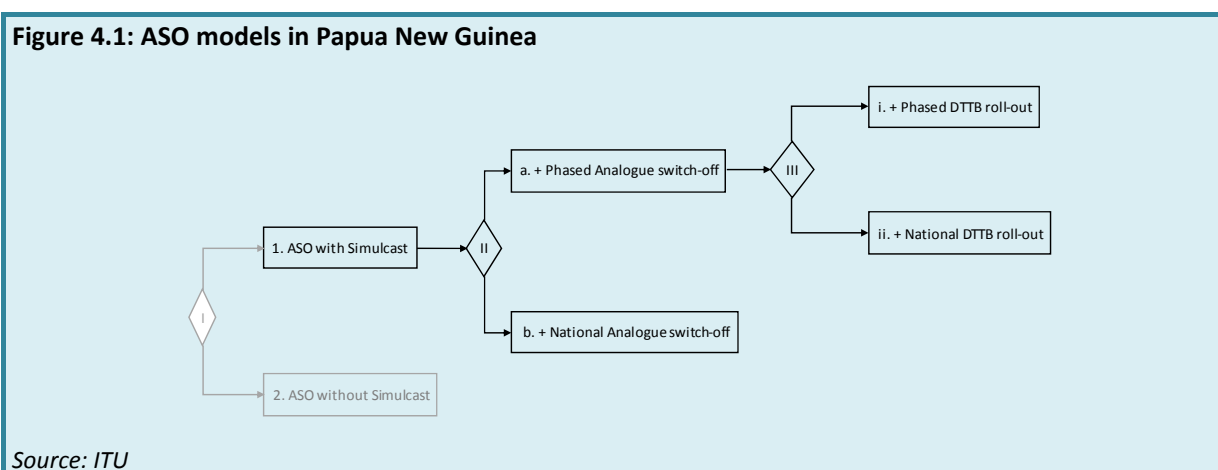 Figure 4.1: ASO models in Papua New Guinea
i. + Phased DTTB roll-out
a. + Phased Analogue switch-off
III
ii. + National DTTB roll-out
1. ASO with Simulcast
II
I
b. + National Analogue switch-off
2. ASO without Simulcast
Source: ITU